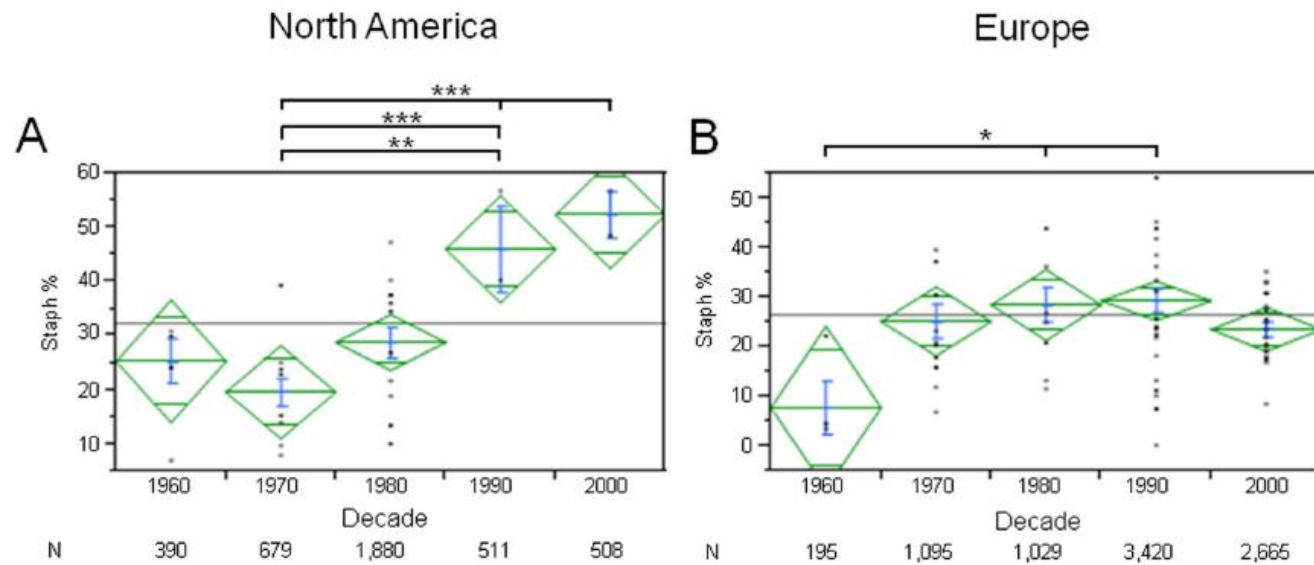 North America
Europe
A
***
***
**
Staph %
60
50
40
30
20
10
1960 1970 1980 1990 2000
Decade
N 390 679 1,880 511 508
B
*
Staph %
50
40
30
20
10
0
1960 1970 1980 1990 2000
Decade
N 195 1,095 1,029 3,420 2,665